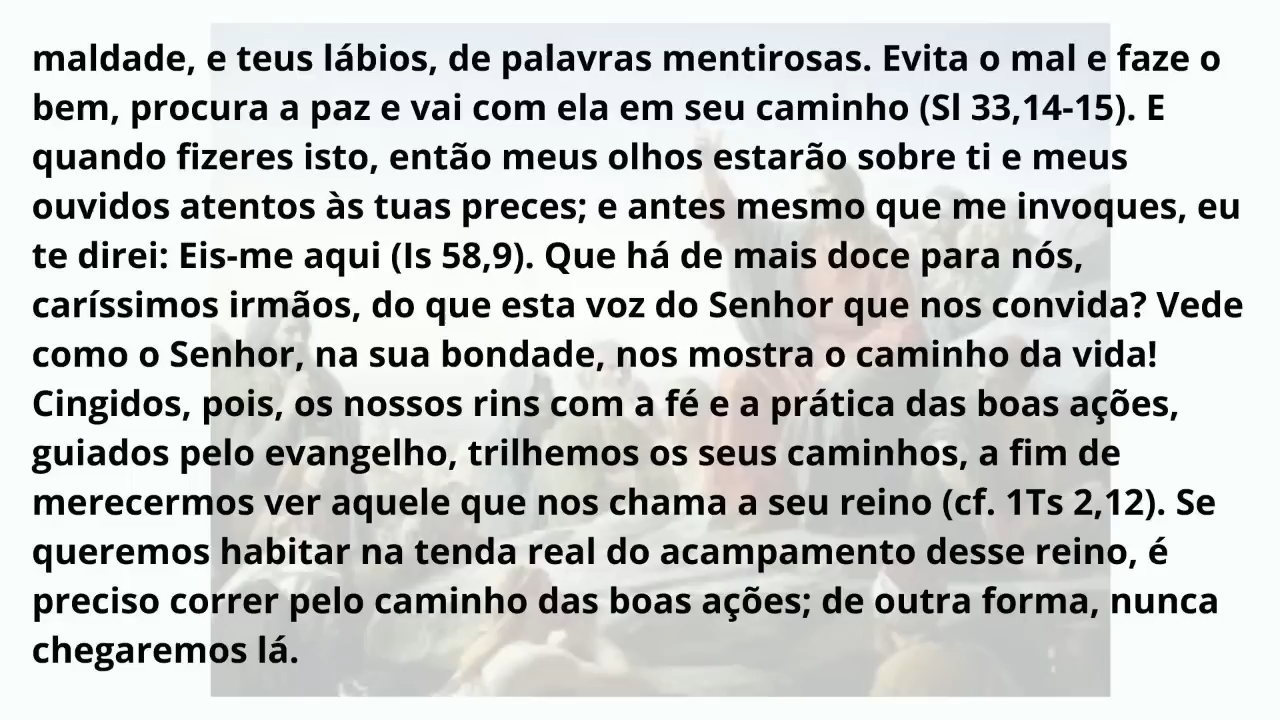 maldade, e teus lábios, de palavras mentirosas. Evita o mal e faze o
bem, procura a paz e vai com ela em seu caminho (Sl 33,14-15). E
quando fizeres isto, então meus olhos estarão sobre ti e meus
ouvidos atentos às tuas preces; e antes mesmo que me invoques, eu
te direi: Eis-me aqui (Is 58,9). Que há de mais doce para nós,
caríssimos irmãos, do que esta voz do Senhor que nos convida? Vede
como o Senhor, na sua bondade, nos mostra o caminho da vida!
Cingidos, pois, os nossos rins com a fé e a prática das boas ações,
guiados pelo evangelho, trilhemos os seus caminhos, a fim de
merecermos ver aquele que nos chama a seu reino (cf. 1Ts 2,12). Se
queremos habitar na tenda real do acampamento desse reino, é
preciso correr pelo caminho das boas ações; de outra forma, nunca
chegaremos lá.